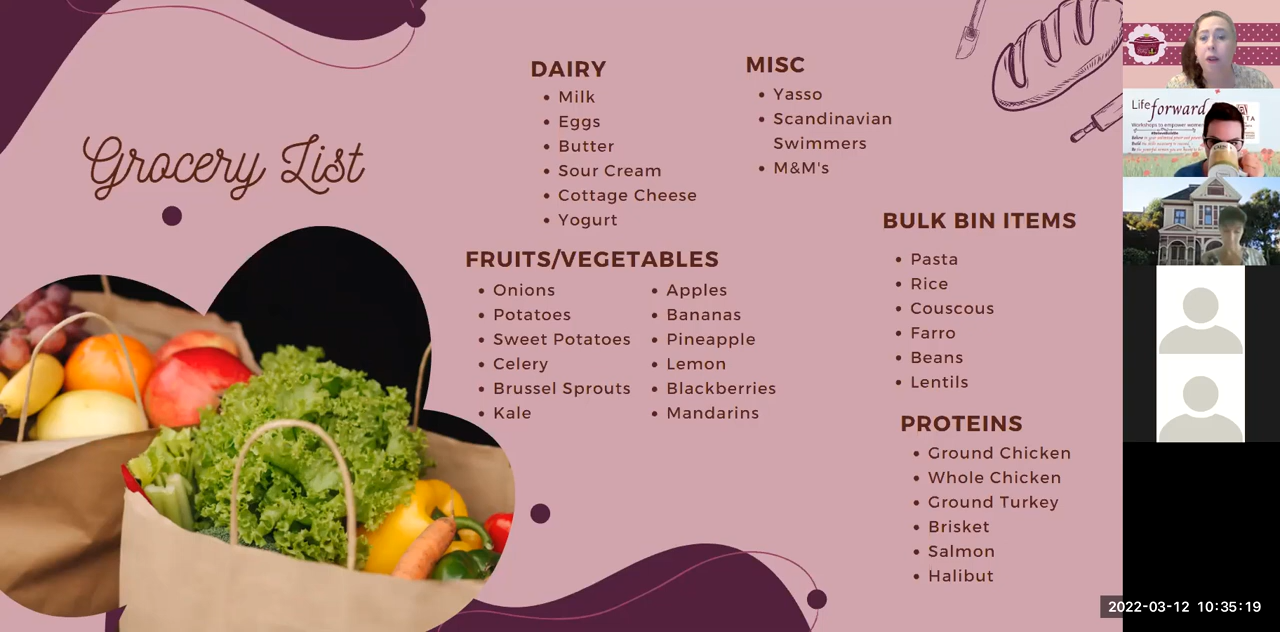 Grocery List
DAIRY
Milk
Eggs
Butter
Sour Cream
Cottage Cheese
Yogurt
MISC
Yasso
Scandinavian
Swimmers
M&M's
FRUITS/VEGETABLES
Onions
Potatoes
Sweet Potatoes
Celery
Brussel Sprouts
Kale
Apples
Bananas
Pineapple
Lemon
Blackberries
Mandarins
BULK BIN ITEMS
Pasta
Rice
Couscous
Farro
Beans
Lentils
PROTEINS
Ground Chicken
Whole Chicken
Ground Turkey
Brisket
Salmon
Halibut
Life forward
Workshops to empower women
2022-03-12 10:35:19